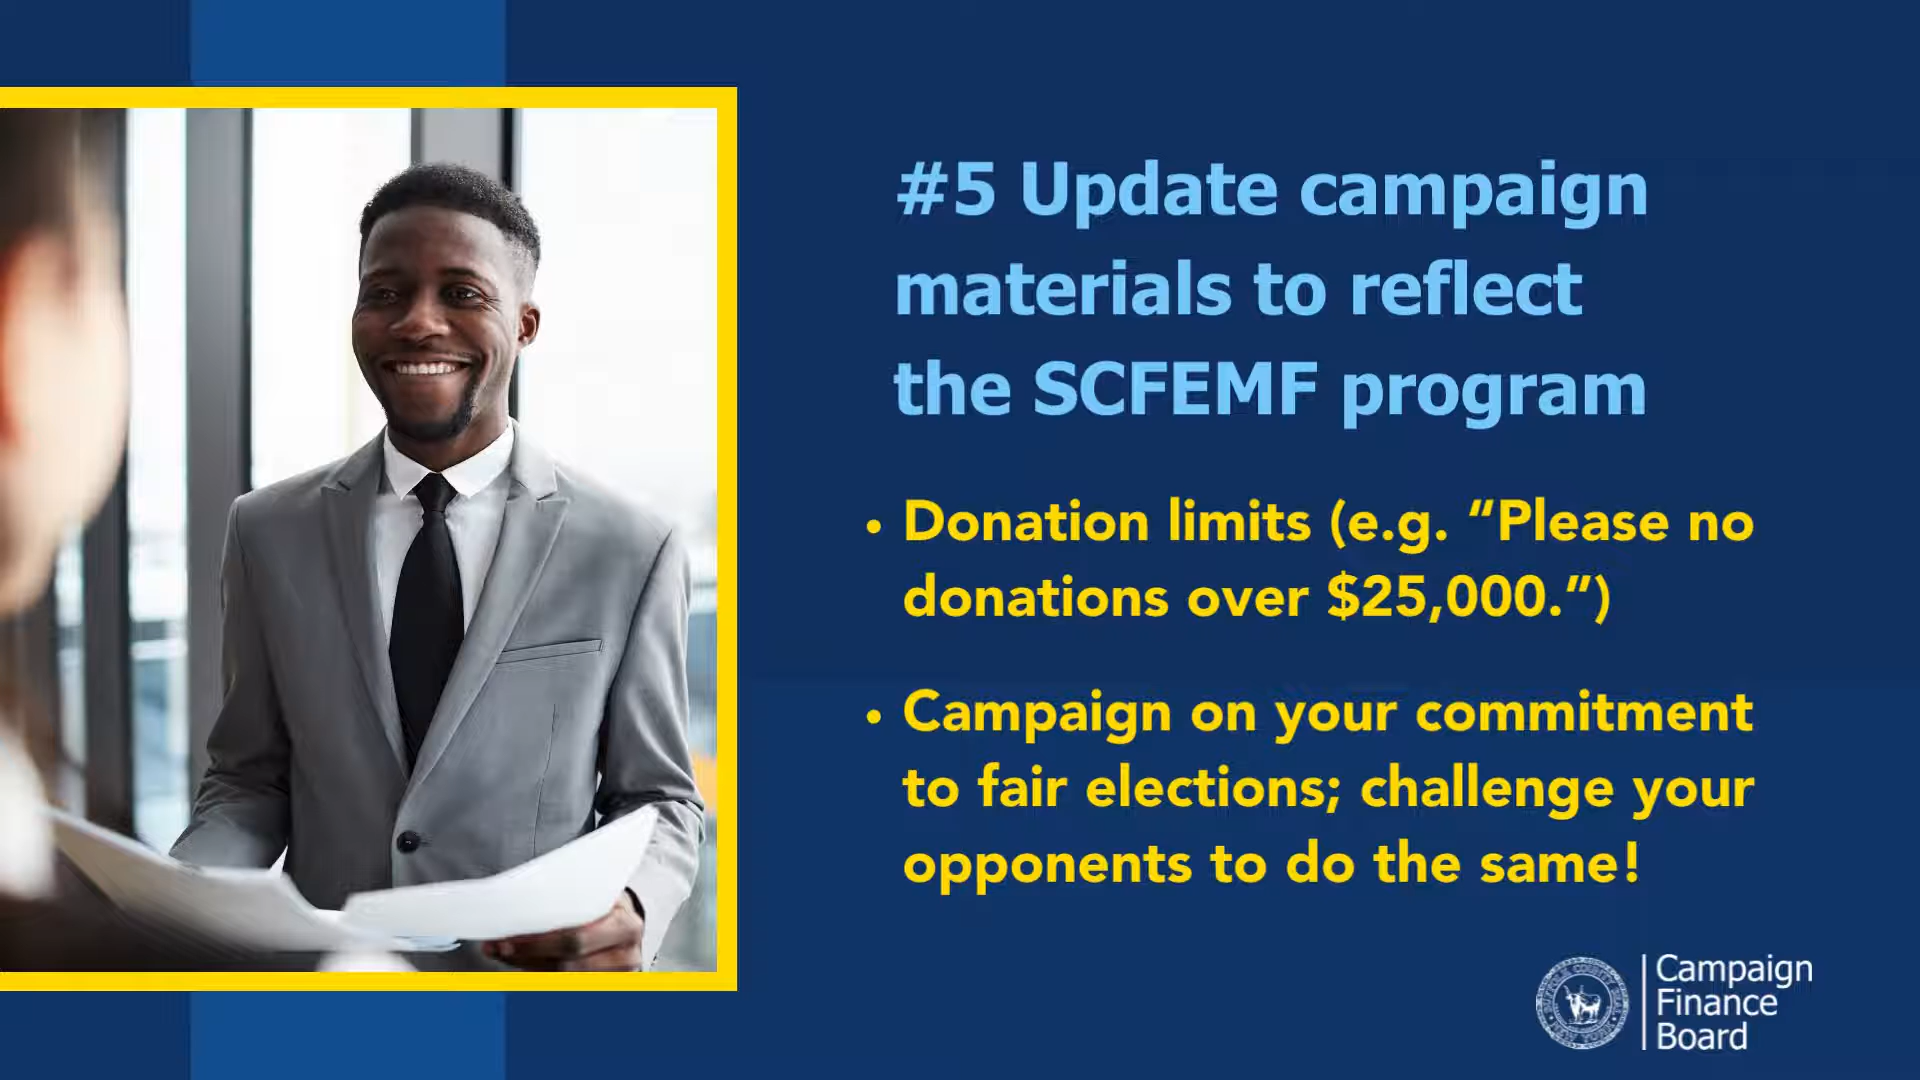 #5 Update campaign
materials to reflect
the SCFEMF program
• Donation limits (e.g. “Please no
donations over $25,000.”)
• Campaign on your commitment
to fair elections; challenge your
opponents to do the same!
Campaign
Finance
Board